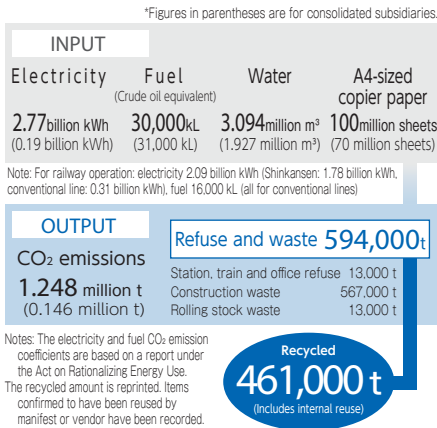 *Figures in parentheses are for consolidated subsidiaries.
INPUT
Electricity
2.77billion kWh
(0.19 billion kWh)
Fuel
(Crude oil equivalent)
30,000kL
(31,000 kL)
Water
3.094million m³
(1.927 million m³)
A4-sized
copier paper
100million sheets
(70 million sheets)
Note: For railway operation: electricity 2.09 billion kWh (Shinkansen: 1.78 billion kWh,
conventional line: 0.31 billion kWh), fuel 16,000 kL (all for conventional lines)
OUTPUT
CO₂ emissions
1.248 million t
(0.146 million t)
Refuse and waste 594,000t
Station, train and office refuse 13,000 t
Construction waste 567,000 t
Rolling stock waste 13,000 t
Notes: The electricity and fuel CO₂ emission
coefficients are based on a report under
the Act on Rationalizing Energy Use.
The recycled amount is reprinted. Items
confirmed to have been reused by
manifest or vendor have been recorded.
Recycled
461,000 t
(Includes internal reuse)